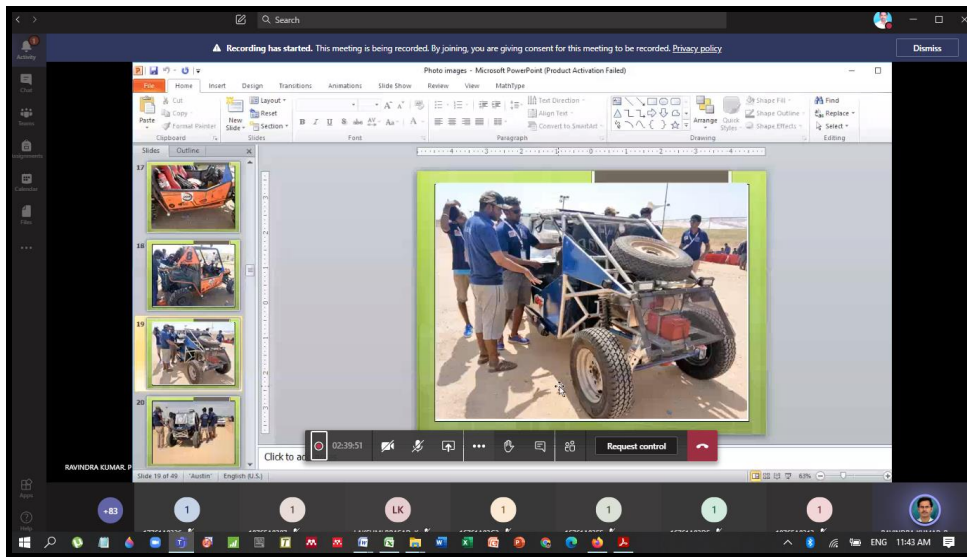 Search
Activity
Recording has started. This meeting is being recorded. By joining, you are giving consent for this meeting to be recorded. Privacy policy
Dismiss
Photo images - Microsoft PowerPoint (Product Activation Failed)
Chat
File Home Insert Design Transitions Animations Slide Show Review View MathType
Cut
Copy
Format Painter
Paste
Clipboard
New Slide
Layout
Section
Slides
Font
Text Direction
Align Text
Convert to SmartArt
Paragraph
Arrange
Quick Styles
Shape Fill
Shape Outline
Shape Effects
Drawing
Find
Replace
Select
Editing
Teams
Assignments
Calendar
Files
Slides Outline
17
18
19
20
02:39:51
Request control
Click to ad
RAVINDRA KUMAR. P
Slide 19 of 49 "Austin" English (U.S.)
63%
Apps
Help
+83
1
1
LK
1
1
1
1
ENG 11:43 AM